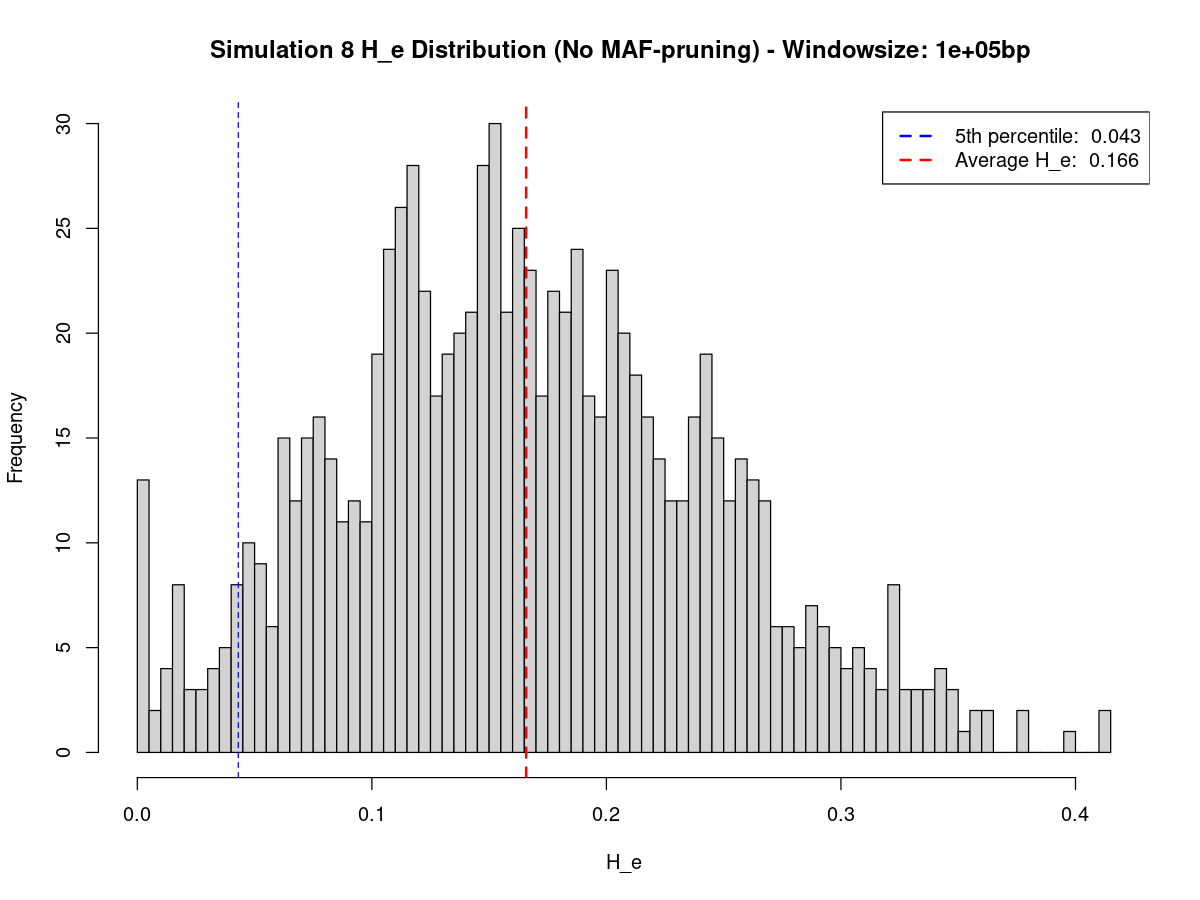 Simulation 8 H_e Distribution (No MAF-pruning) - Windowsize: 1e+05bp
5th percentile: 0.043
Average H_e: 0.166
Frequency
30
25
20
15
10
5
0
0.0 0.1 0.2 0.3 0.4
H_e